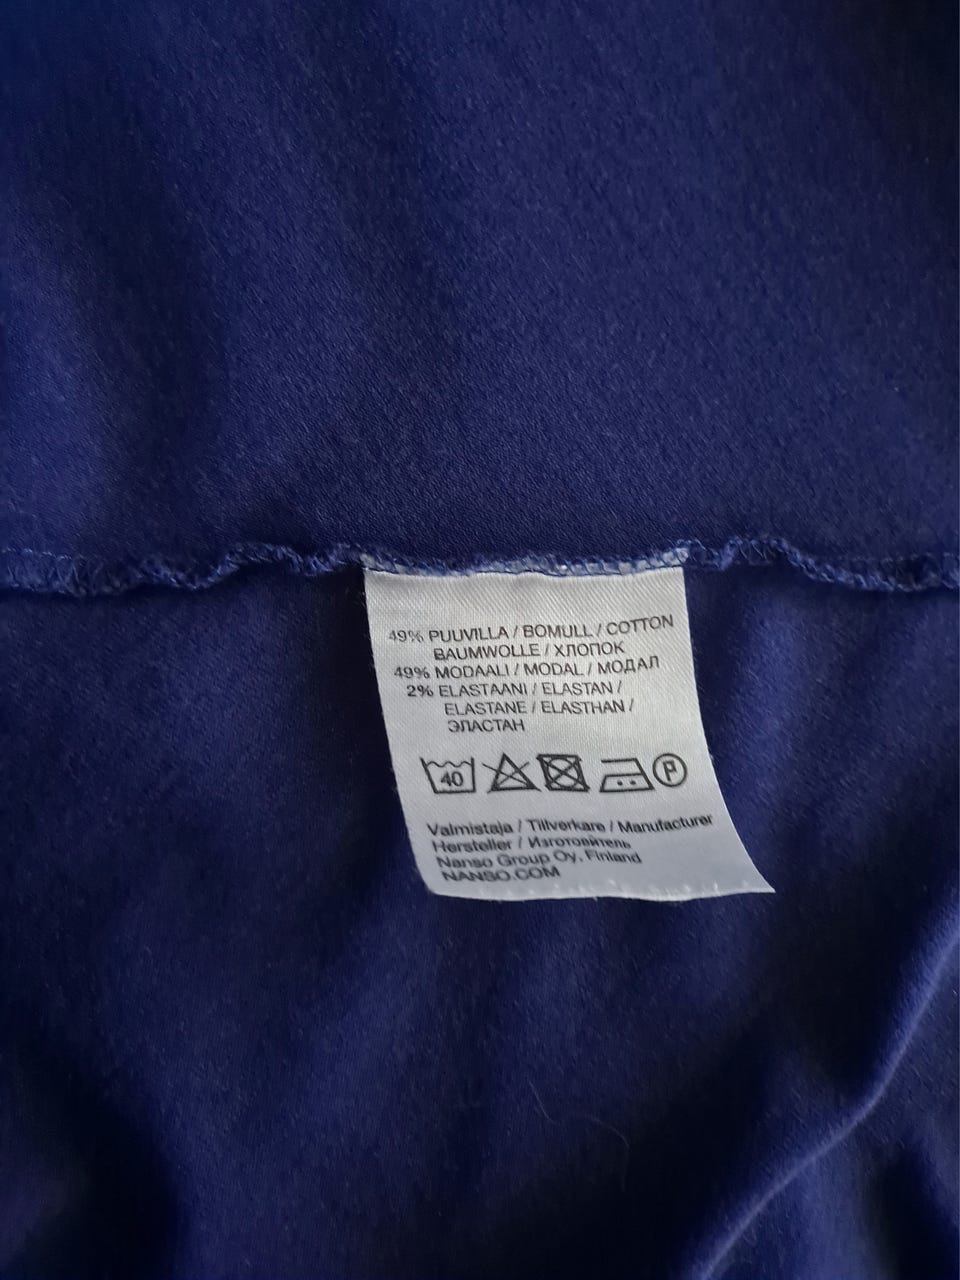 49% PUUVILLA / BOMULL / COTTON
BAUMWOLLE / ХЛОПОК
49% MODAALI / MODAL / МОДАЛ
2% ELASTAANI / ELASTAN /
ELASTANE / ELASTHAN /
ЭЛАСТАН
40 P
Valmistaja / Tillverkare / Manufacturer
Hersteller / Изготовитель
Nanso Group Oy, Finland
NANSO.COM